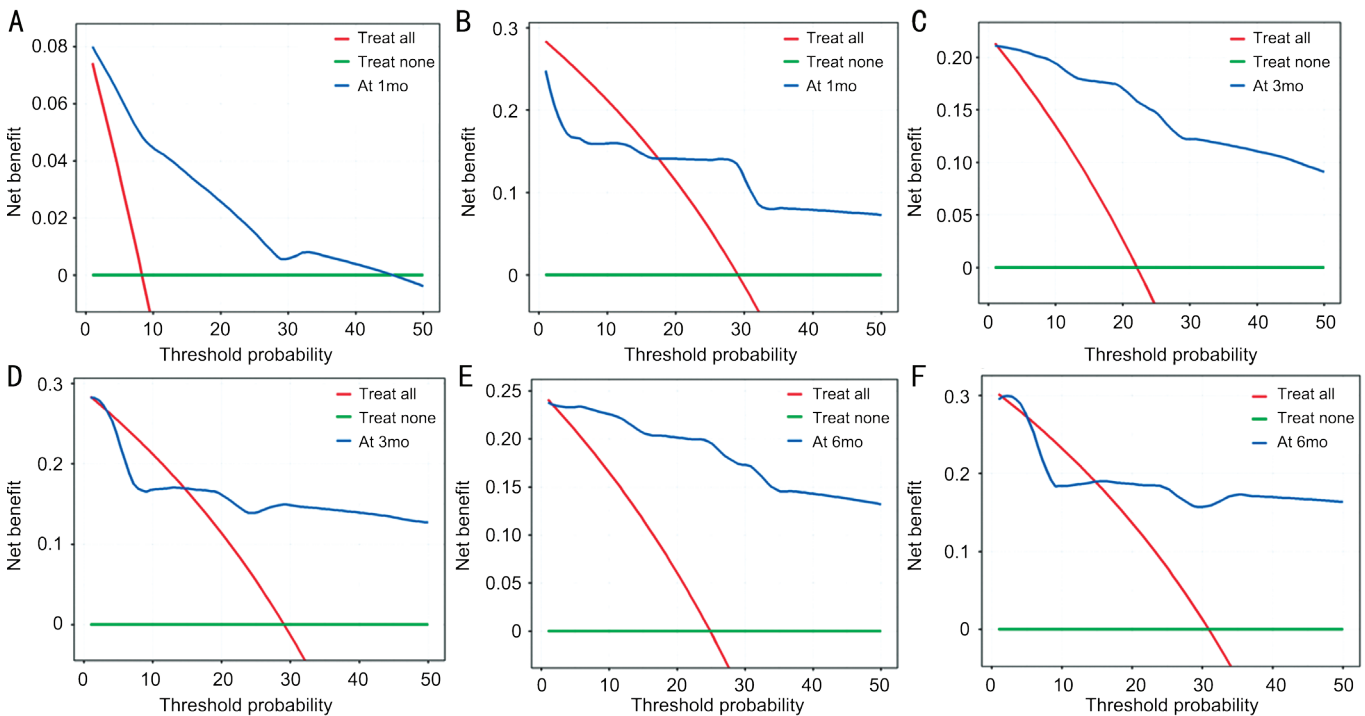 A
Treat all
Treat none
At 1mo
0.08
0.06
0.04
0.02
0
Net benefit
0 10 20 30 40 50
Threshold probability
B
Treat all
Treat none
At 1mo
0.3
0.2
0.1
0
Net benefit
0 10 20 30 40 50
Threshold probability
C
Treat all
Treat none
At 3mo
0.20
0.15
0.10
0.05
0
Net benefit
0 10 20 30 40 50
Threshold probability
D
Treat all
Treat none
At 3mo
0.3
0.2
0.1
0
Net benefit
0 10 20 30 40 50
Threshold probability
E
Treat all
Treat none
At 6mo
0.25
0.20
0.15
0.10
0.05
0
Net benefit
0 10 20 30 40 50
Threshold probability
F
Treat all
Treat none
At 6mo
0.3
0.2
0.1
0
Net benefit
0 10 20 30 40 50
Threshold probability